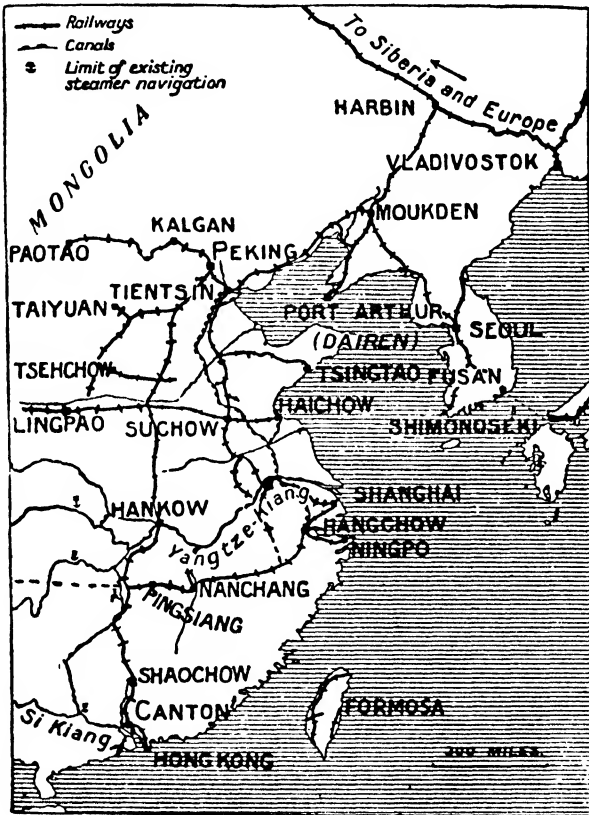 Railways
Canals
Limit of existing
steamer navigation
To Siberia and Europe
HARBIN
MONGOLIA
VLADIVOSTOK
MOUKDEN
KALGAN
PEKING
PAOTAO
TIENTSIN
TAIYUAN
PORT ARTHUR
(DAIREN)
SEOUL
TSEHCHOW
TSINGTAO
FUSAN
HAICHOW
LINGPAO
SUCHOW
SHIMONOSEKI
SHANGHAI
HANKOW
HANGCHOW
Yangtze-Kiang
NINGPO
NANCHANG
PINGSIANG
SHAOCHOW
CANTON
FORMOSA
Si Kiang
300 MILES.
HONG KONG